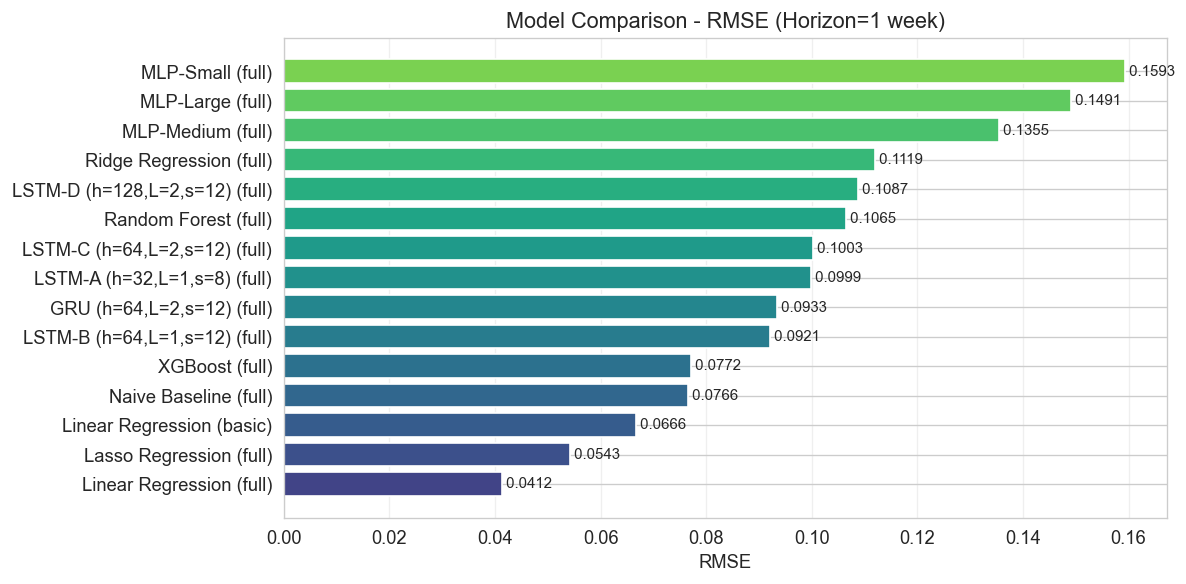 Model Comparison - RMSE (Horizon=1 week)
MLP-Small (full) 0.1593
MLP-Large (full) 0.1491
MLP-Medium (full) 0.1355
Ridge Regression (full) 0.1119
LSTM-D (h=128,L=2,s=12) (full) 0.1087
Random Forest (full) 0.1065
LSTM-C (h=64,L=2,s=12) (full) 0.1003
LSTM-A (h=32,L=1,s=8) (full) 0.0999
GRU (h=64,L=2,s=12) (full) 0.0933
LSTM-B (h=64,L=1,s=12) (full) 0.0921
XGBoost (full) 0.0772
Naive Baseline (full) 0.0766
Linear Regression (basic) 0.0666
Lasso Regression (full) 0.0543
Linear Regression (full) 0.0412
0.00 0.02 0.04 0.06 0.08 0.10 0.12 0.14 0.16
RMSE